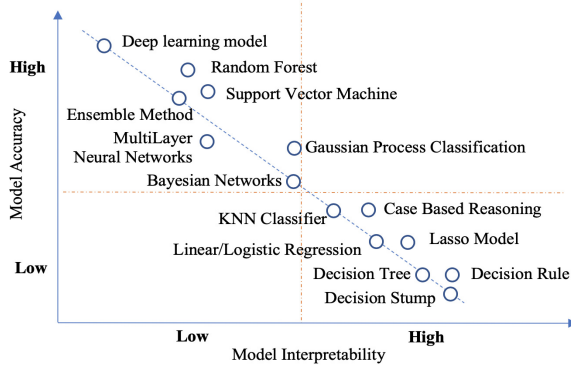 Deep learning model
High
Random Forest
Support Vector Machine
Ensemble Method
MultiLayer
Neural Networks
Gaussian Process Classification
Bayesian Networks
Model Accuracy
KNN Classifier
Case Based Reasoning
Linear/Logistic Regression
Lasso Model
Low
Decision Tree
Decision Rule
Decision Stump
Low
High
Model Interpretability